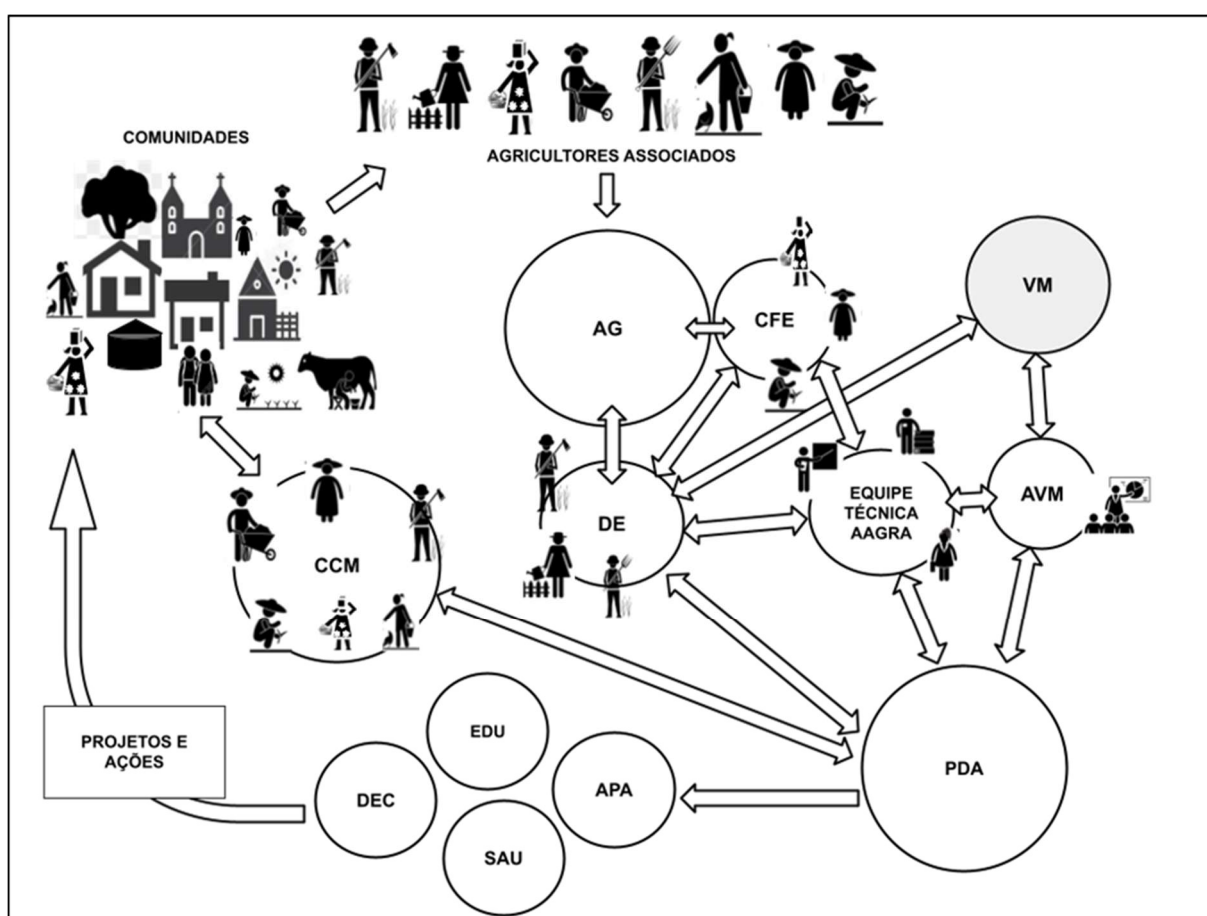 COMUNIDADES
AGRICULTORES ASSOCIADOS
AG
CFE
VM
DE
EQUIPE
TÉCNICA
AAGRA
AVM
CCM
PROJETOS E
AÇÕES
EDU
DEC
APA
SAU
PDA